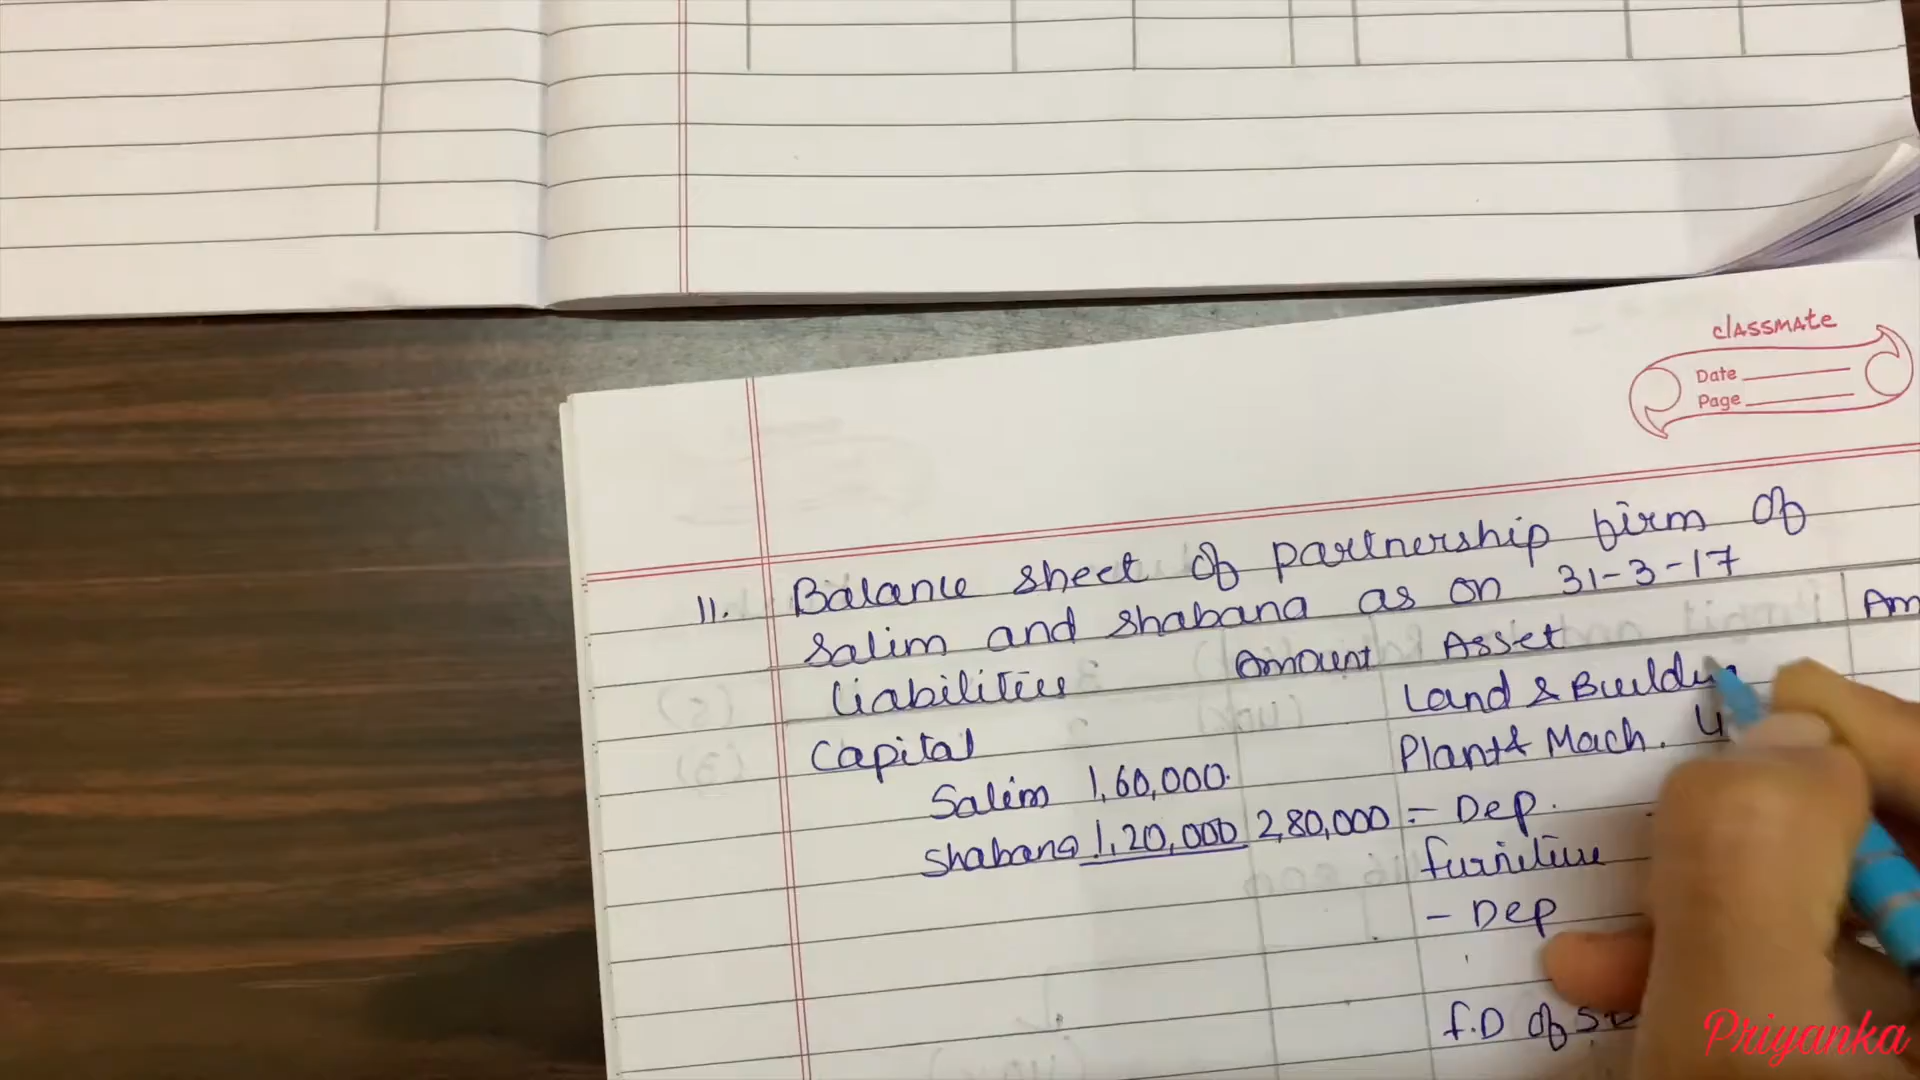 classmate
Date
Page
11. Balance sheet of partnership firm of
Salim and Shabana as on 31-3-17
Liabilities Amount Asset Am
Capital Land & Building
Salim 1,60,000. Plant & Mach.
Shabana 1,20,000 2,80,000 - Dep.
furniture
- Dep
F.D of
Priyanka